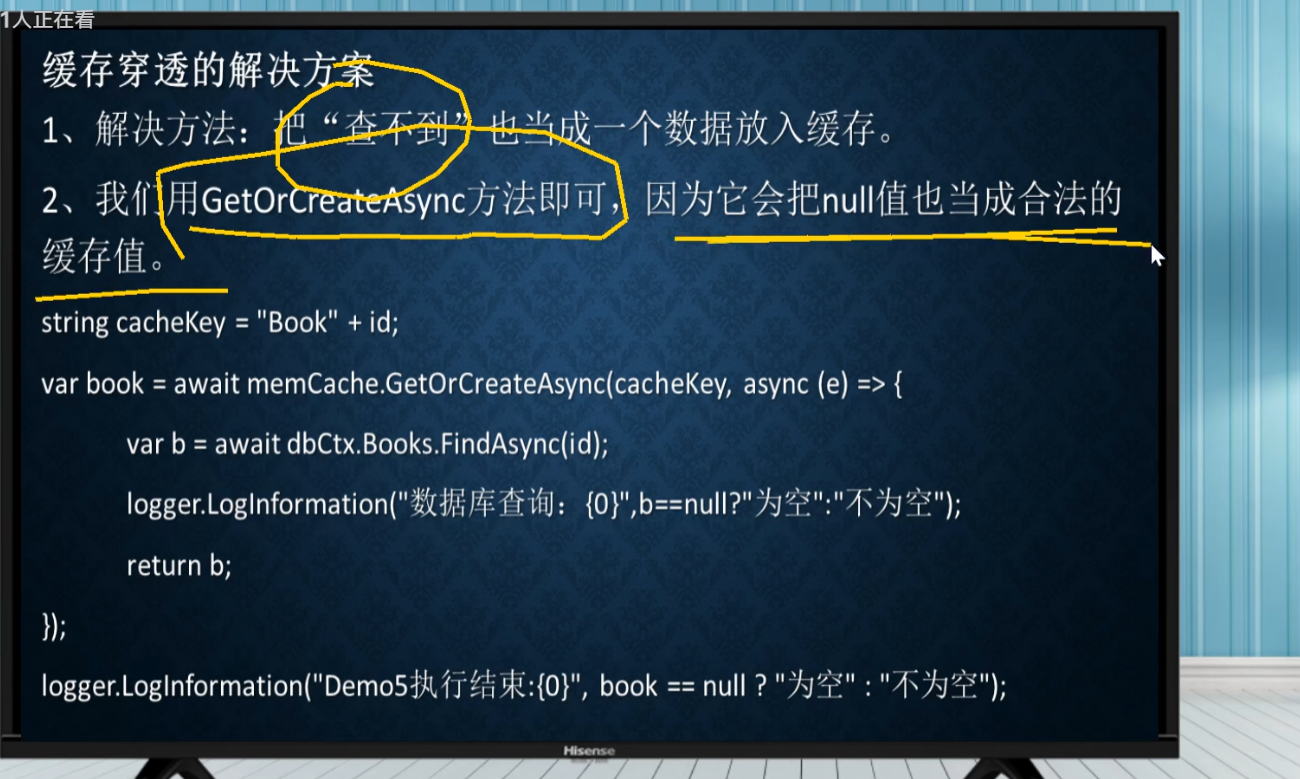 1人正在看
缓存穿透的解决方案
1、解决方法：把“查不到”也当成一个数据放入缓存。
2、我们用GetOrCreateAsync方法即可，因为它会把null值也当成合法的
缓存值。
string cacheKey = "Book" + id;
var book = await memCache.GetOrCreateAsync(cacheKey, async (e) => {
var b = await dbCtx.Books.FindAsync(id);
logger.LogInformation("数据库查询：{0}",b==null?"为空":"不为空");
return b;
});
logger.LogInformation("Demo5执行结束:{0}", book == null ? "为空" : "不为空");
Hisense